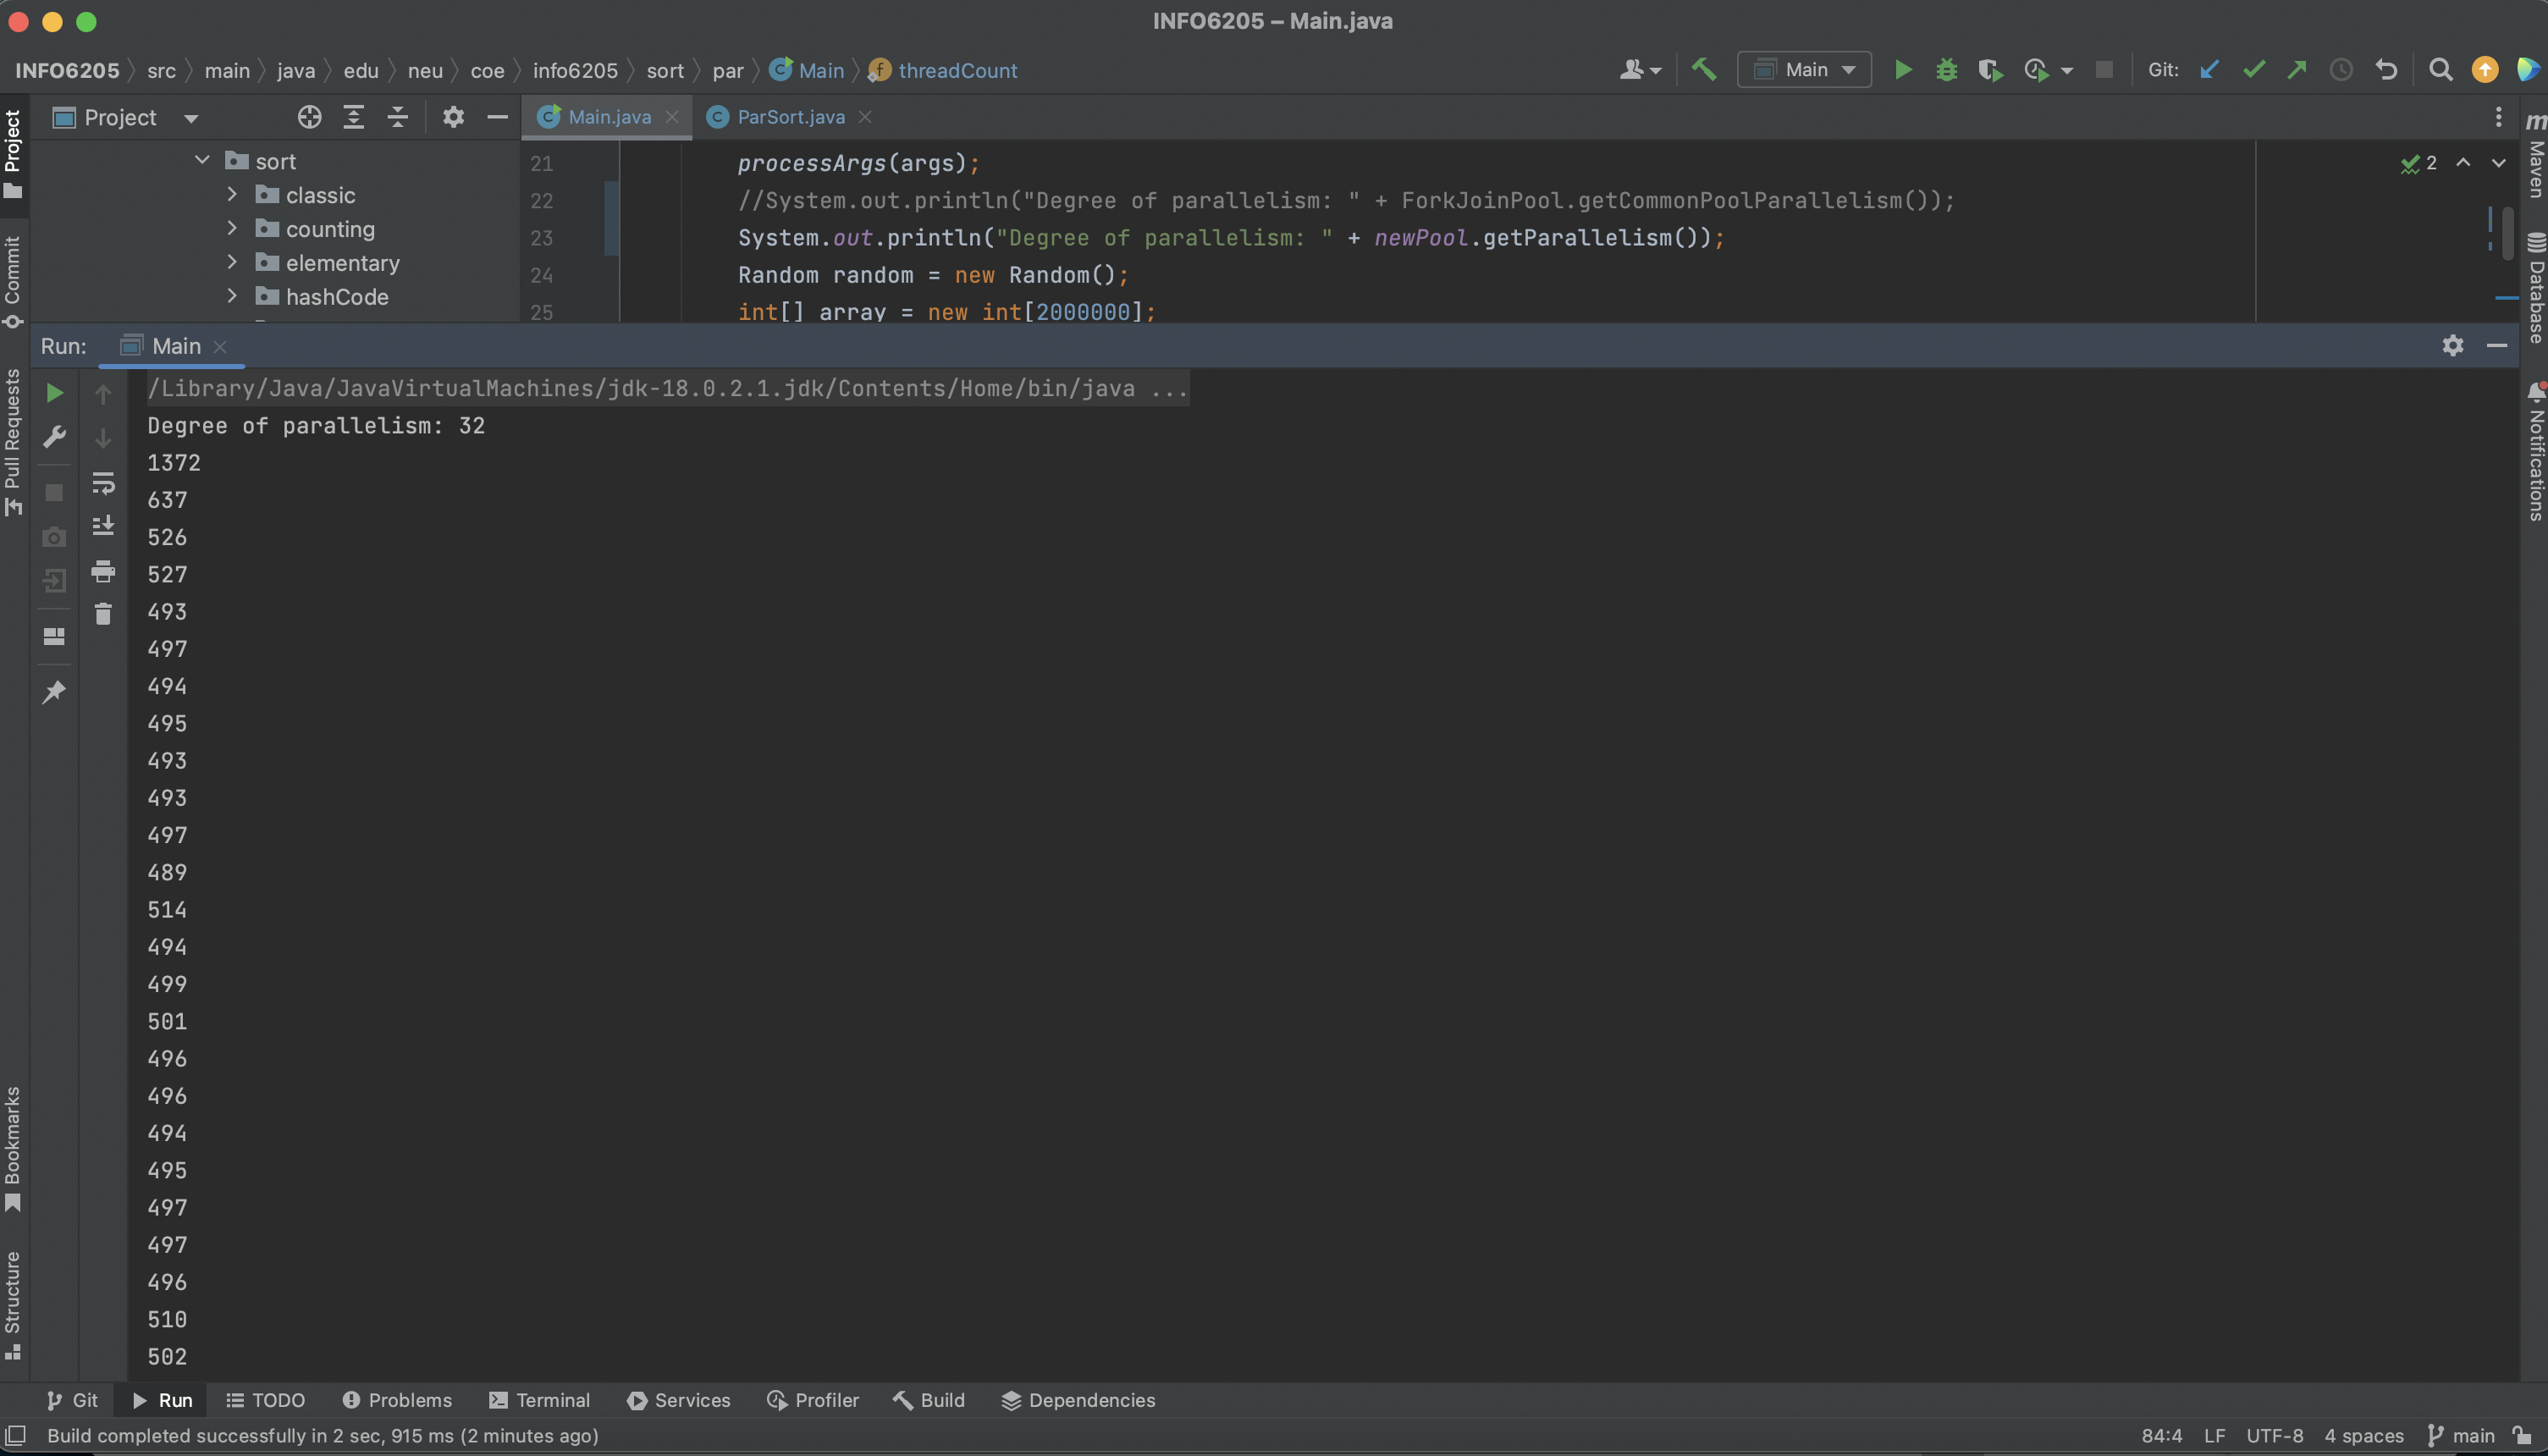 INFO6205 – Main.java
INFO6205 src main java edu neu coe info6205 sort par Main threadCount
Main
Git:
Project
Main.java
ParSort.java
sort
classic
counting
elementary
hashCode
21 processArgs(args);
22 //System.out.println("Degree of parallelism: " + ForkJoinPool.getCommonPoolParallelism());
23 System.out.println("Degree of parallelism: " + newPool.getParallelism());
24 Random random = new Random();
25 int[] array = new int[2000000];
2
Run: Main
/Library/Java/JavaVirtualMachines/jdk-18.0.2.1.jdk/Contents/Home/bin/java ...
Degree of parallelism: 32
1372
637
526
527
493
497
494
495
493
493
497
489
514
494
499
501
496
496
494
495
497
497
496
510
502
Project
Commit
Pull Requests
Bookmarks
Structure
m
Maven
Database
Notifications
Git Run TODO Problems Terminal Services Profiler Build Dependencies
Build completed successfully in 2 sec, 915 ms (2 minutes ago)
84:4 LF UTF-8 4 spaces main